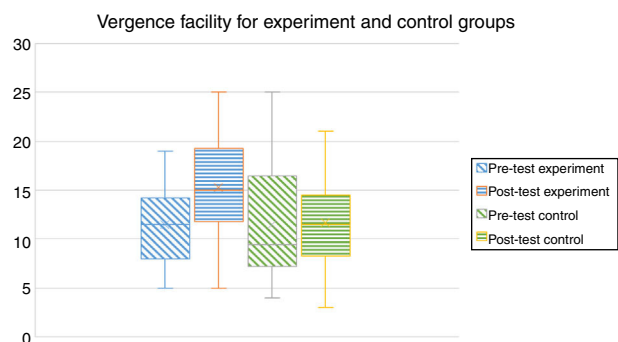 Vergence facility for experiment and control groups
30
25
20
15
10
5
0
Pre-test experiment
Post-test experiment
Pre-test control
Post-test control